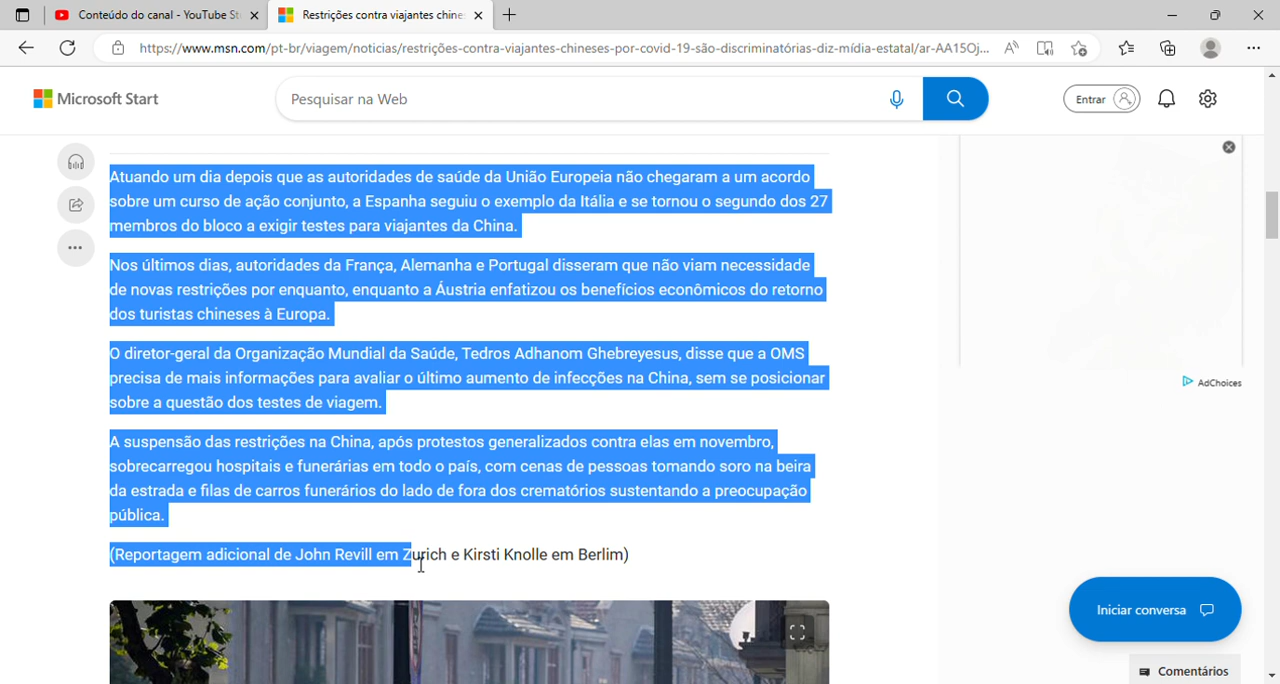 Conteúdo do canal - YouTube St
Restrições contra viajantes chine
https://www.msn.com/pt-br/viagem/noticias/restrições-contra-viajantes-chineses-por-covid-19-são-discriminatórias-diz-mídia-estatal/ar-AA15Oj...
Microsoft Start
Pesquisar na Web
Entrar
Atuando um dia depois que as autoridades de saúde da União Europeia não chegaram a um acordo
sobre um curso de ação conjunto, a Espanha seguiu o exemplo da Itália e se tornou o segundo dos 27
membros do bloco a exigir testes para viajantes da China.
Nos últimos dias, autoridades da França, Alemanha e Portugal disseram que não viam necessidade
de novas restrições por enquanto, enquanto a Áustria enfatizou os benefícios econômicos do retorno
dos turistas chineses à Europa.
O diretor-geral da Organização Mundial da Saúde, Tedros Adhanom Ghebreyesus, disse que a OMS
precisa de mais informações para avaliar o último aumento de infecções na China, sem se posicionar
sobre a questão dos testes de viagem.
A suspensão das restrições na China, após protestos generalizados contra elas em novembro,
sobrecarregou hospitais e funerárias em todo o país, com cenas de pessoas tomando soro na beira
da estrada e filas de carros funerários do lado de fora dos crematórios sustentando a preocupação
pública.
(Reportagem adicional de John Revill em Zurich e Kirsti Knolle em Berlim)
AdChoices
Iniciar conversa
Comentários